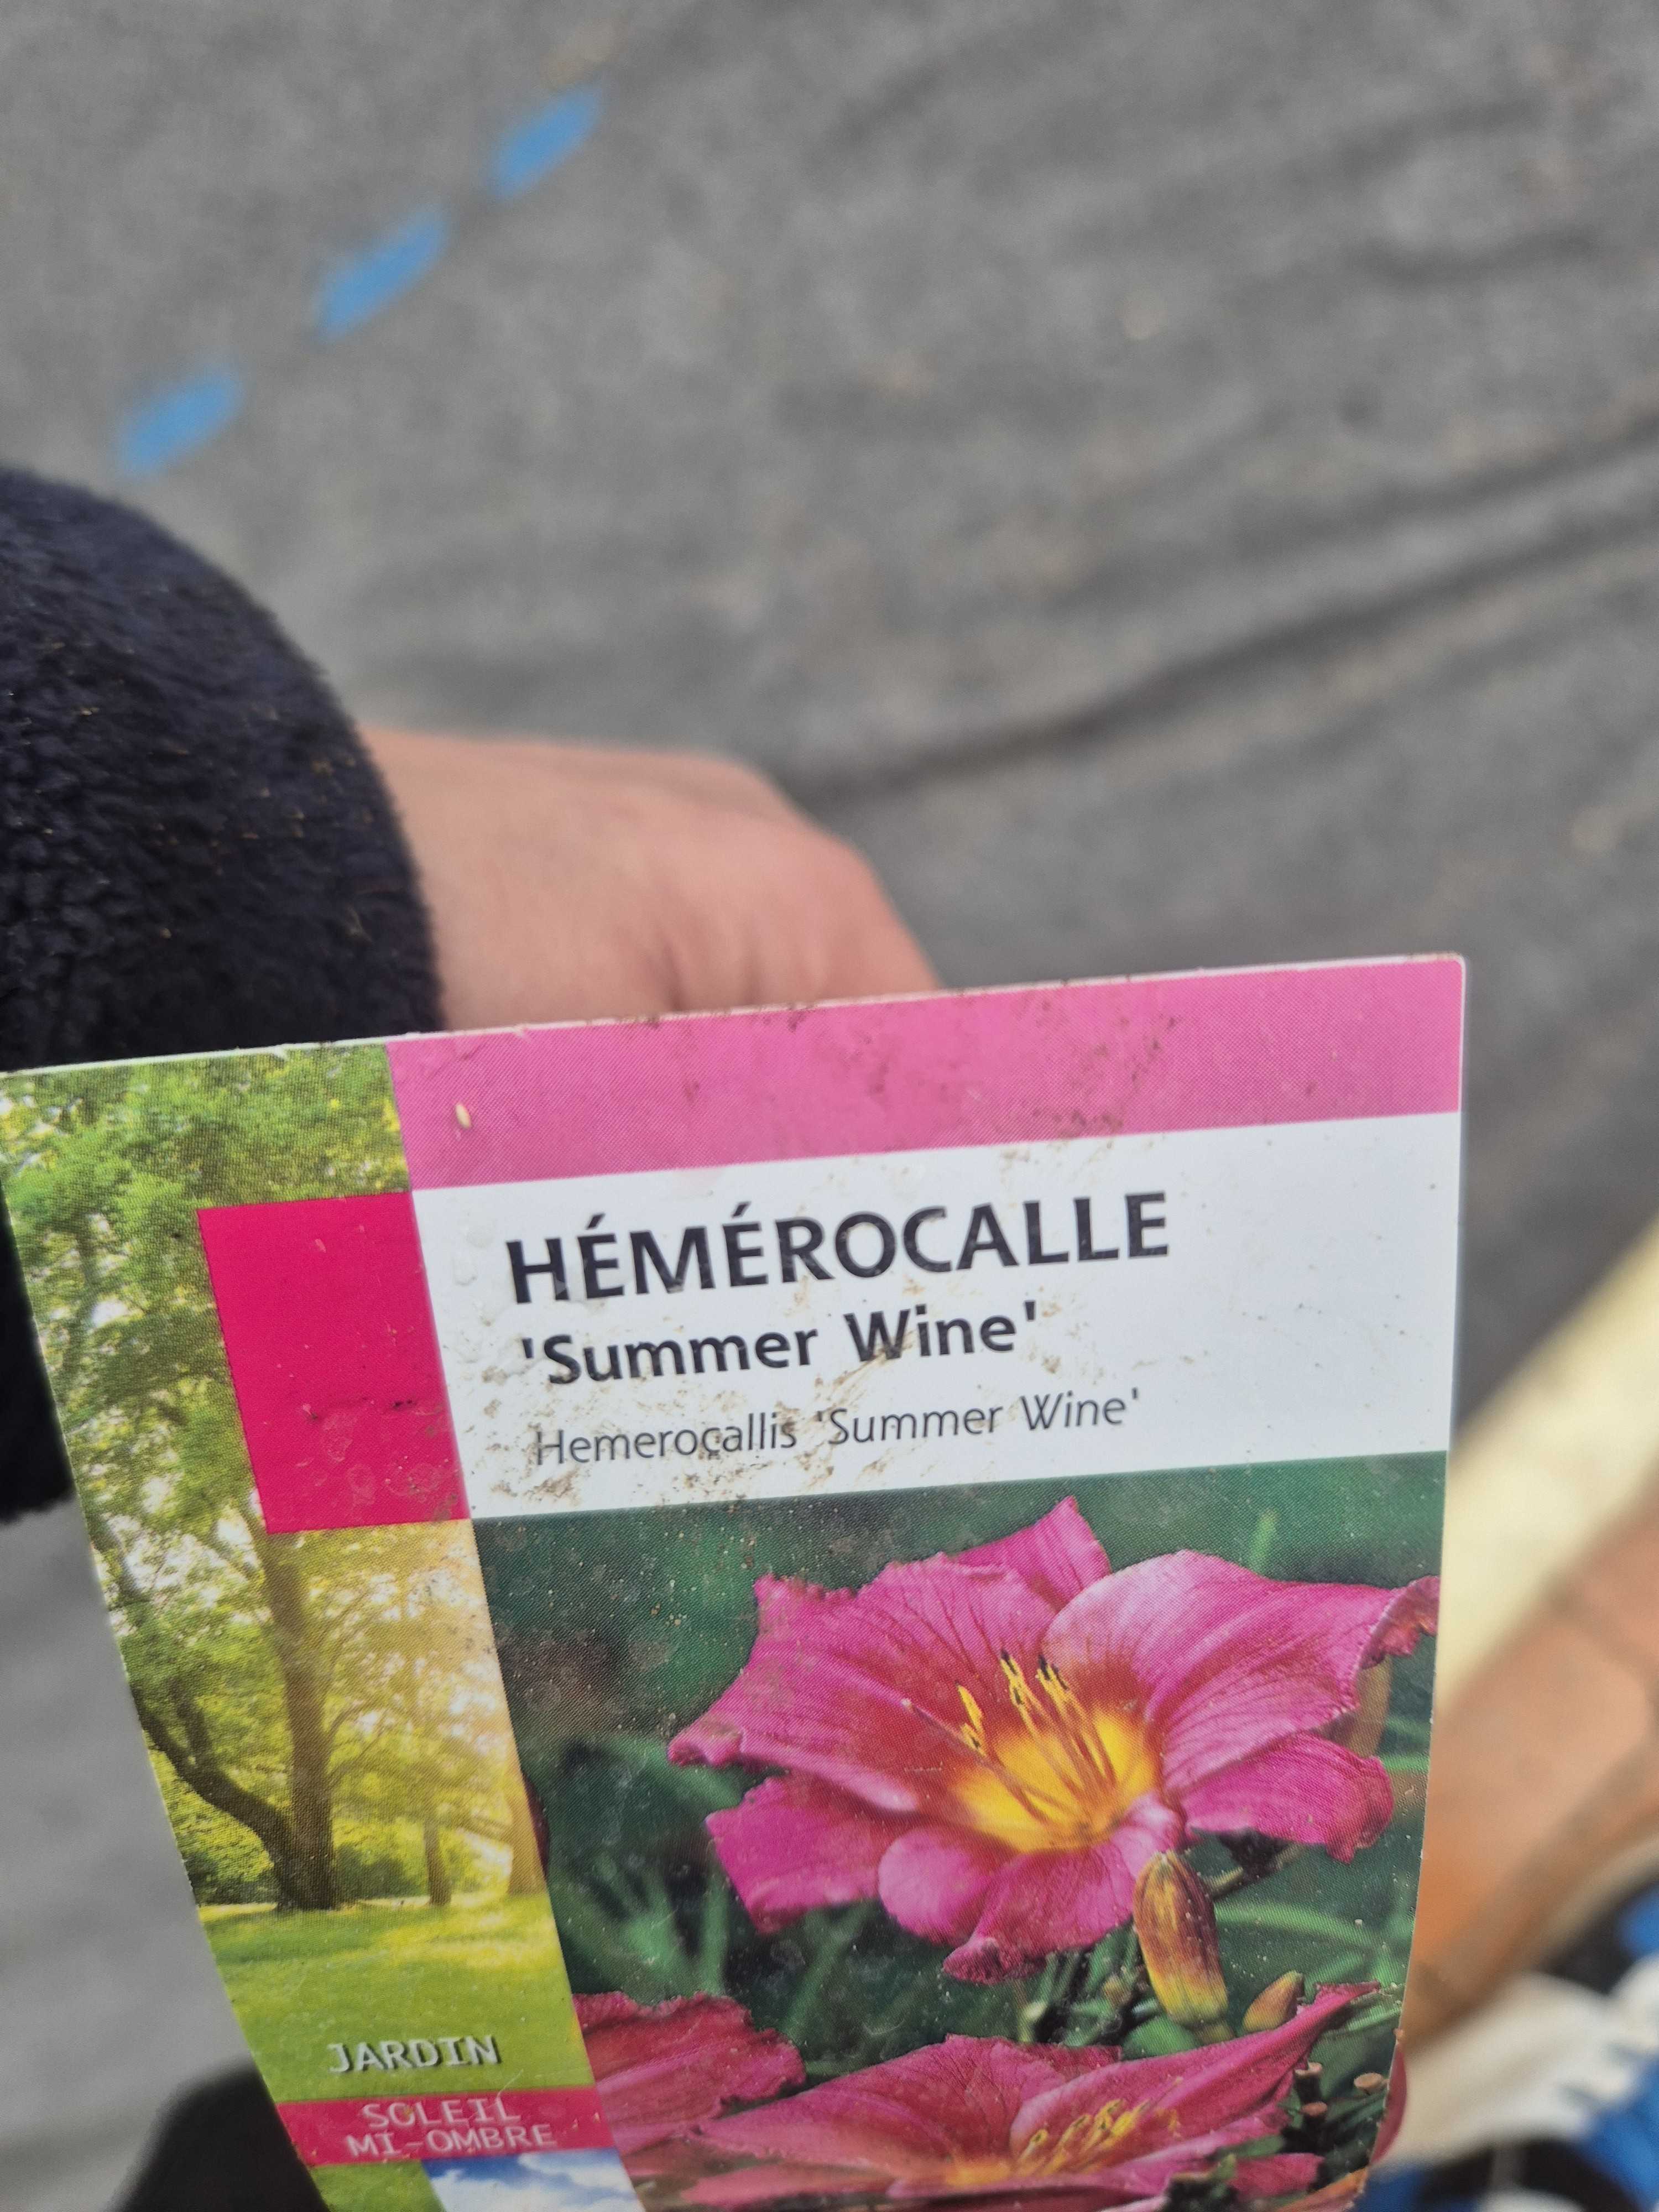 HÉMÉROCALLE
'Summer Wine'
Hemerocallis 'Summer Wine'
JARDIN
SOLEIL
MI-OMBRE